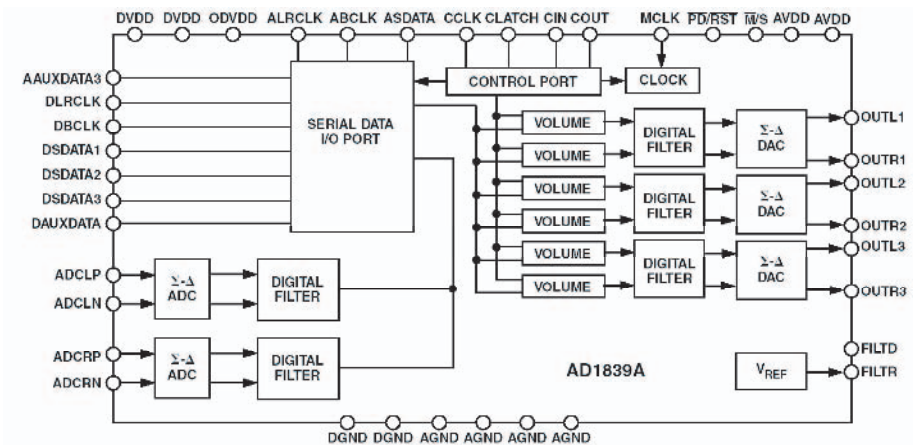 DVDD DVDD ODVDD ALRCLK ABCLK ASDATA CCLK CLATCH CIN COUT MCLK PD/RST M/S AVDD AVDD
AAUXDATA3
DLRCLK
DBCLK
DSDATA1
DSDATA2
DSDATA3
DAUXDATA
SERIAL DATA
I/O PORT
CONTROL PORT
CLOCK
VOLUME
VOLUME
VOLUME
VOLUME
VOLUME
VOLUME
DIGITAL
FILTER
DIGITAL
FILTER
DIGITAL
FILTER
Σ-Δ
DAC
Σ-Δ
DAC
Σ-Δ
DAC
OUTL1
OUTR1
OUTL2
OUTR2
OUTL3
OUTR3
ADCLP
ADCLN
Σ-Δ
ADC
DIGITAL
FILTER
ADCRP
ADCRN
Σ-Δ
ADC
DIGITAL
FILTER
AD1839A
VREF
FILTD
FILTR
DGND DGND AGND AGND AGND AGND